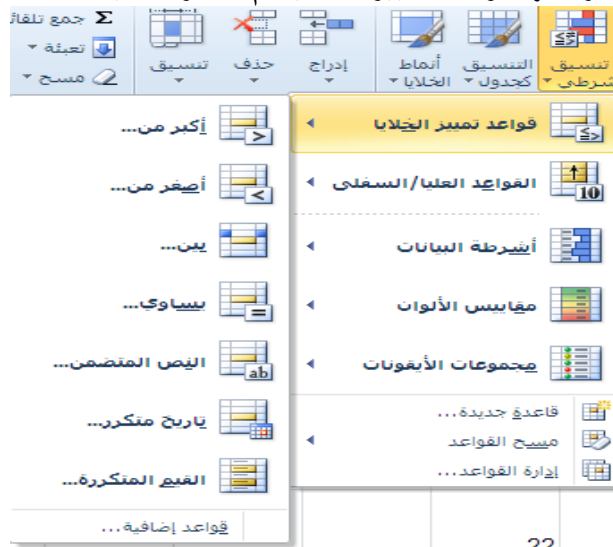 تنسيق شرطي
التنسيق كجدول
أنماط الخلايا
إدراج
حذف
تنسيق
Σ جمع تلقائ
تعبئة
مسح
قواعد تمييز الخلايا
القواعد العليا/السفلى
أشرطة البيانات
مقاييس الألوان
مجموعات الأيقونات
قاعدة جديدة...
مسح القواعد
إدارة القواعد...
أكبر من...
أصغر من...
بين...
يساوي...
النص المتضمن...
تاريخ متكرر...
القيم المتكررة...
قواعد إضافية...